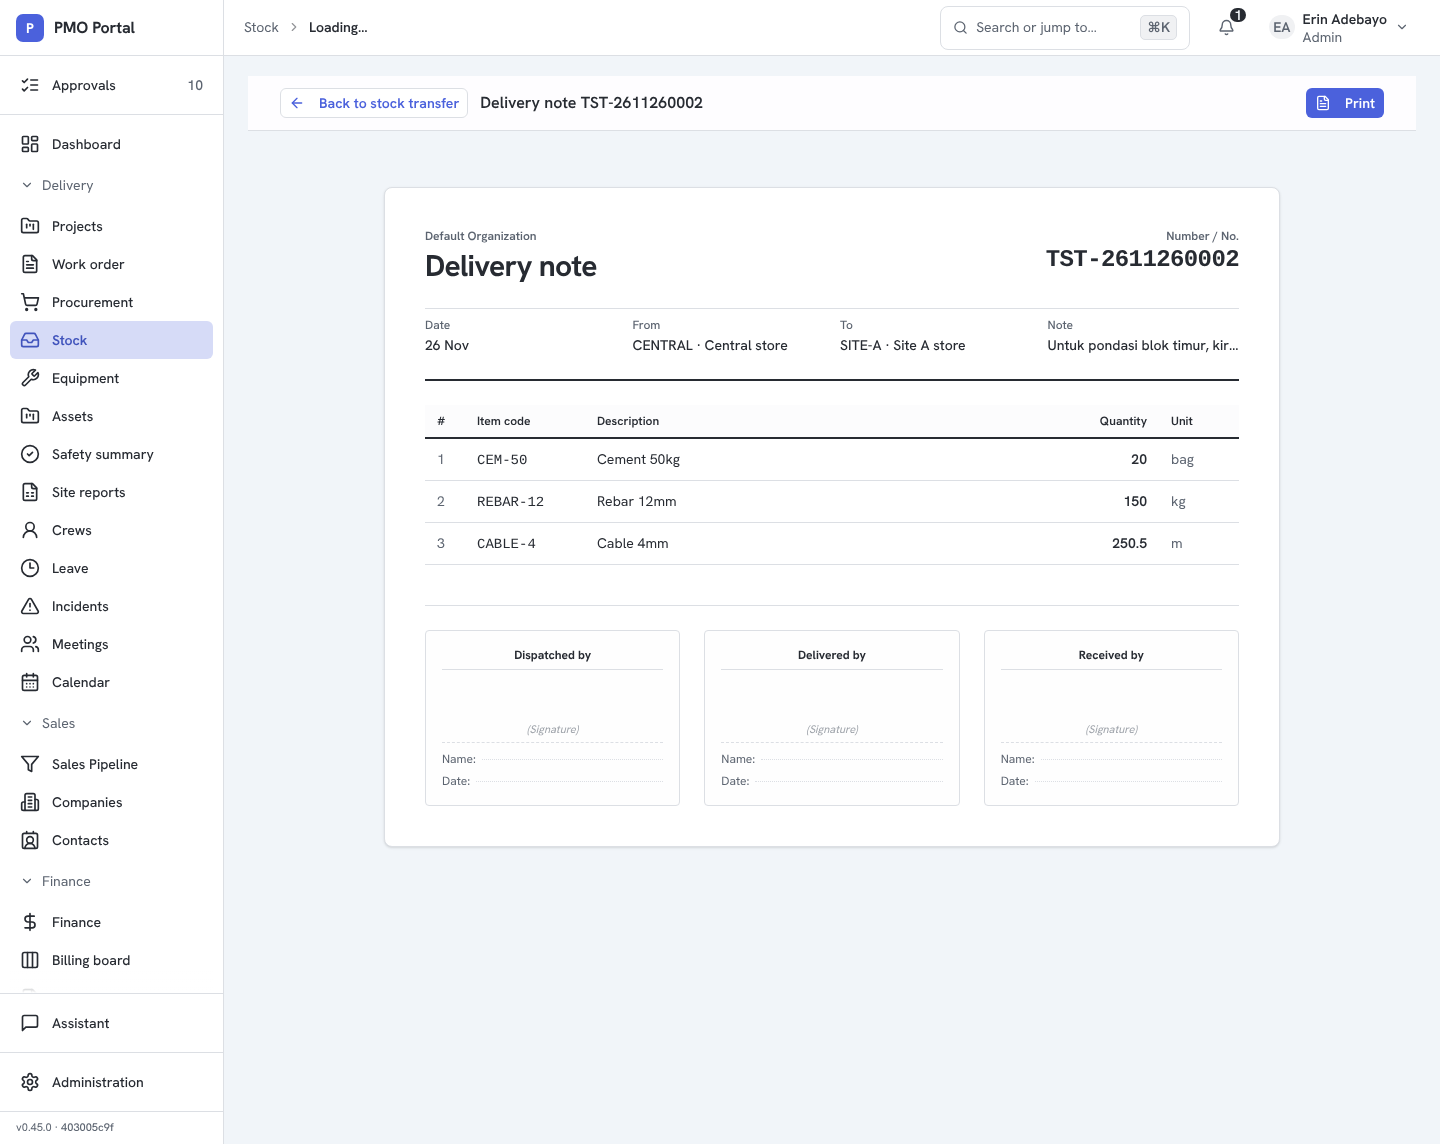 P PMO Portal
Stock > Loading...
Search or jump to... ⌘K
1
EA Erin Adebayo
Admin
Approvals 10
Dashboard
Delivery
Projects
Work order
Procurement
Stock
Equipment
Assets
Safety summary
Site reports
Crews
Leave
Incidents
Meetings
Calendar
Sales
Sales Pipeline
Companies
Contacts
Finance
Finance
Billing board
Assistant
Administration
v0.45.0 · 403005c9f
Back to stock transfer Delivery note TST-2611260002 Print
Default Organization Number / No.
Delivery note TST-2611260002
Date From To Note
26 Nov CENTRAL · Central store SITE-A · Site A store Untuk pondasi blok timur, kir...
# Item code Description Quantity Unit
1 CEM-50 Cement 50kg 20 bag
2 REBAR-12 Rebar 12mm 150 kg
3 CABLE-4 Cable 4mm 250.5 m
Dispatched by Delivered by Received by
(Signature) (Signature) (Signature)
Name: Name: Name:
Date: Date: Date: